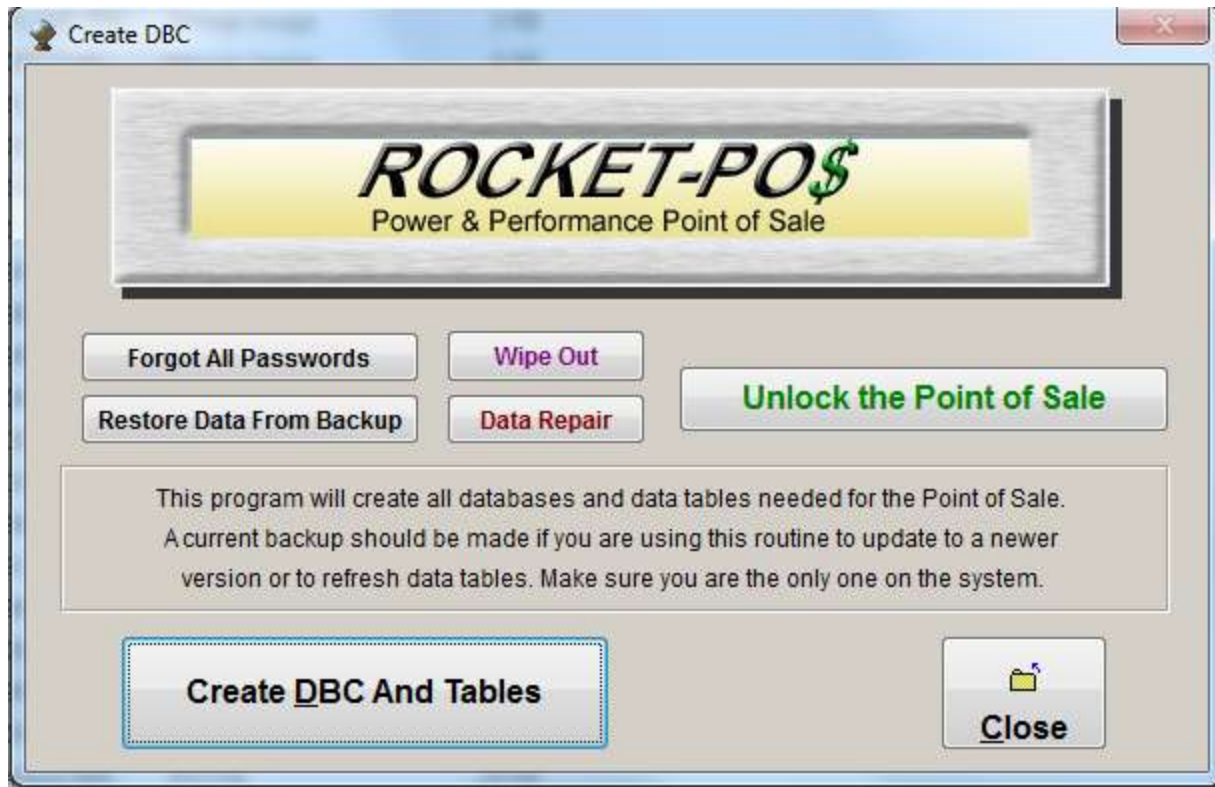 Create DBC
ROCKET-PO$
Power & Performance Point of Sale
Forgot All Passwords
Wipe Out
Restore Data From Backup
Data Repair
Unlock the Point of Sale
This program will create all databases and data tables needed for the Point of Sale.
A current backup should be made if you are using this routine to update to a newer
version or to refresh data tables. Make sure you are the only one on the system.
Create DBC And Tables
Close